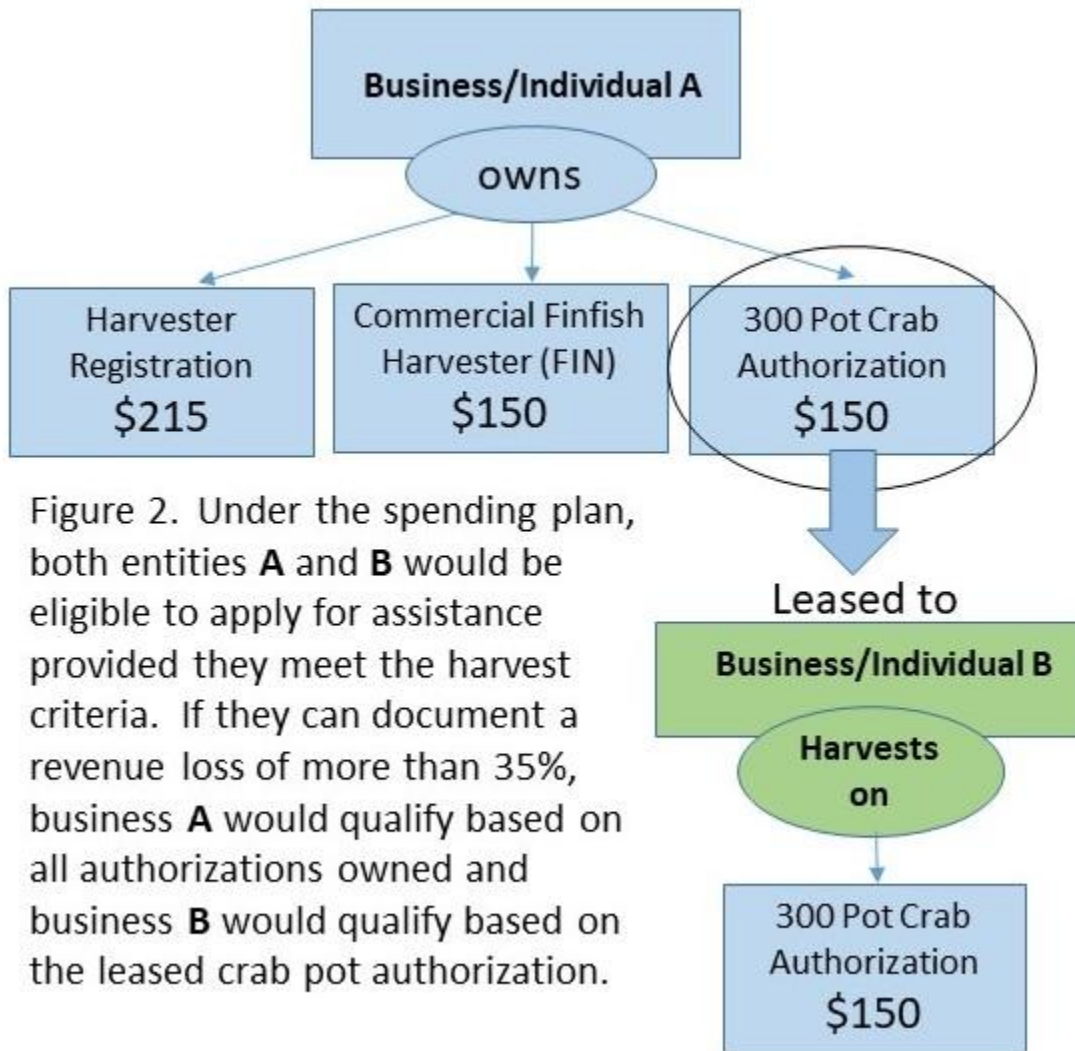 Business/Individual A
owns
Harvester
Registration
$215
Commercial Finfish
Harvester (FIN)
$150
300 Pot Crab
Authorization
$150
Figure 2. Under the spending plan,
both entities A and B would be
eligible to apply for assistance
provided they meet the harvest
criteria. If they can document a
revenue loss of more than 35%,
business A would qualify based on
all authorizations owned and
business B would qualify based on
the leased crab pot authorization.
Leased to
Business/Individual B
Harvests
on
300 Pot Crab
Authorization
$150